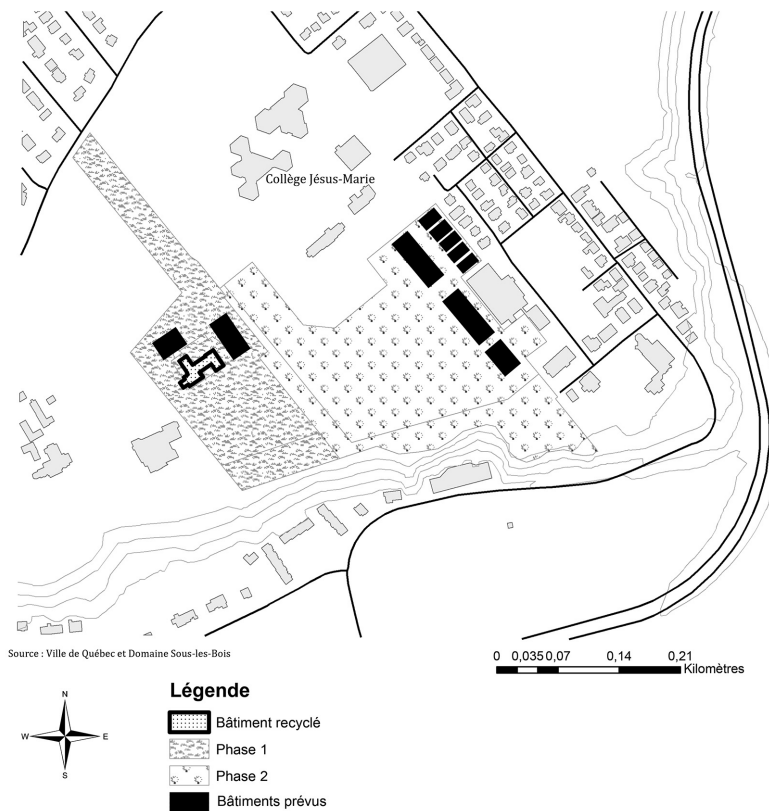 Collège Jésus-Marie
Source : Ville de Québec et Domaine Sous-les-Bois
0 0,035 0,07 0,14 0,21
Kilomètres
N
W E
S
Légende
Bâtiment recyclé
Phase 1
Phase 2
Bâtiments prévus